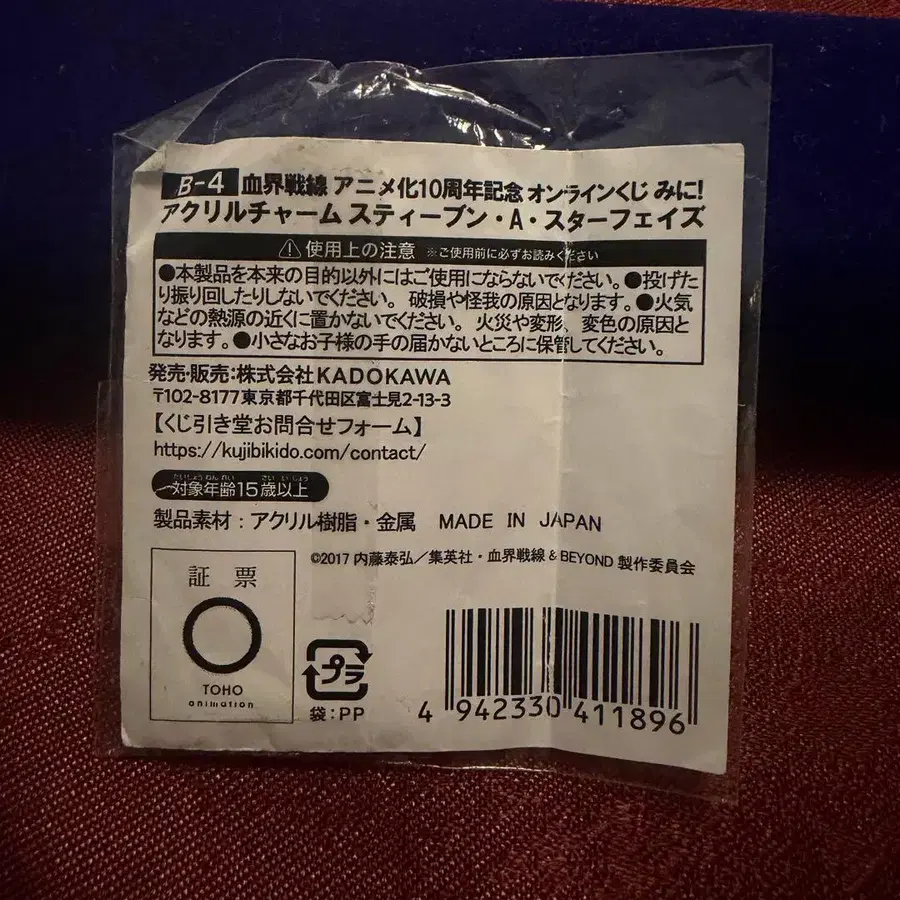 B-4 血界戦線 アニメ化10周年記念 オンラインくじ みに!
アクリルチャーム スティーブン・A・スターフェイズ
⚠使用上の注意 ※ご使用前に必ずお読みください
●本製品を本来の目的以外にはご使用にならないでください。●投げた
り振り回したりしないでください。 破損や怪我の原因となります。●火気
などの熱源の近くに置かないでください。 火災や変形、変色の原因と
なります。●小さなお子様の手の届かないところに保管してください。
発売・販売:株式会社KADOKAWA
〒102-8177東京都千代田区富士見2-13-3
【くじ引き堂お問合せフォーム】
https://kujibikido.com/contact/
たいしょうねんれい さいいじょう
対象年齢15歳以上
製品素材:アクリル樹脂・金属 MADE IN JAPAN
©2017 内藤泰弘/集英社・血界戦線 & BEYOND 製作委員会
証 票
TOHO
animation
プラ
袋:PP
4 942330 411896